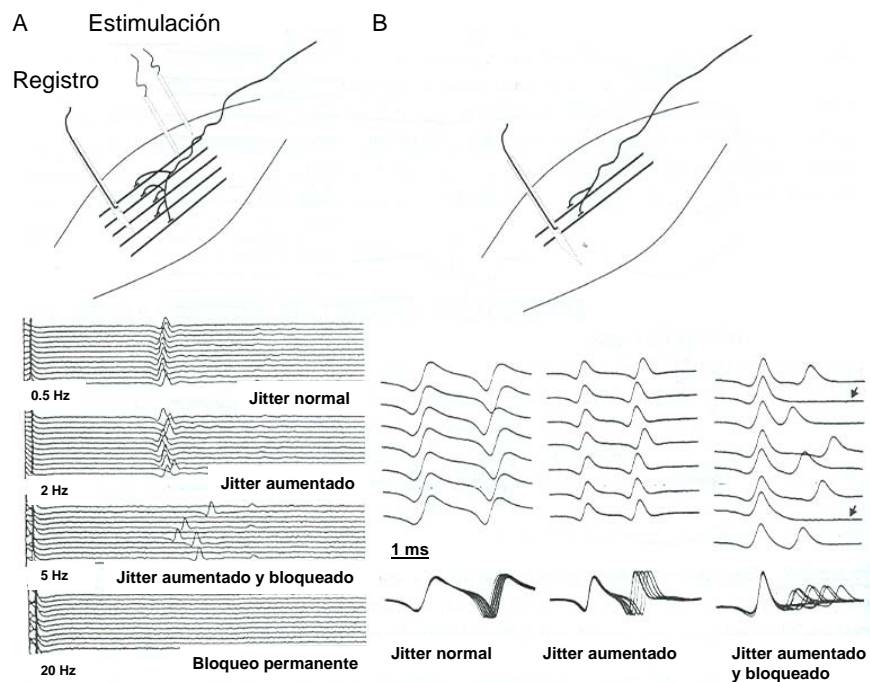 A Estimulación B
Registro
0.5 Hz Jitter normal
2 Hz Jitter aumentado
5 Hz Jitter aumentado y bloqueado
20 Hz Bloqueo permanente
1 ms
Jitter normal Jitter aumentado Jitter aumentado
y bloqueado